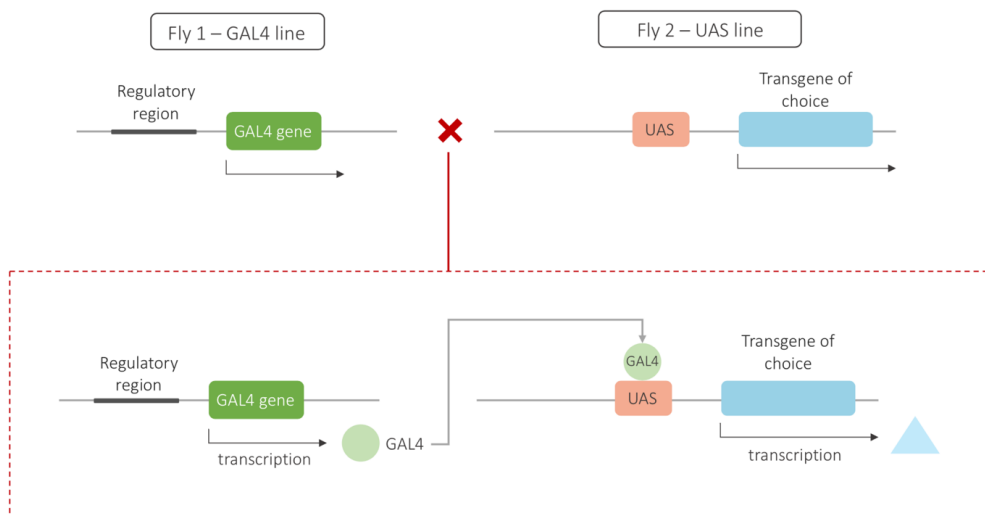 Fly 1 – GAL4 line
Fly 2 – UAS line
Regulatory
region
GAL4 gene
UAS
Transgene of
choice
Regulatory
region
GAL4 gene
transcription
GAL4
GAL4
UAS
Transgene of
choice
transcription